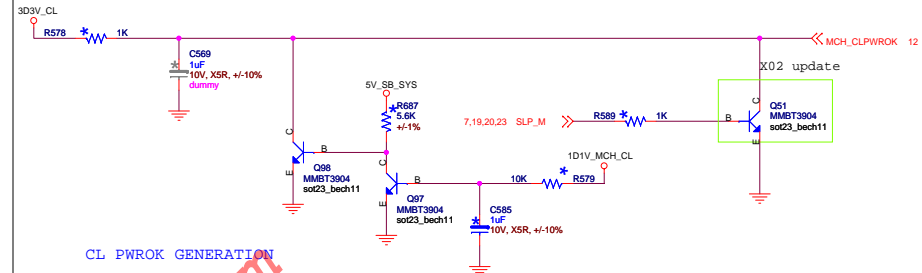 3D3V_CL
R578
1K
C569
1uF
10V, X5R, +/-10%
dummy
MCH_CLPWROK 12
X02 update
5V_SB_SYS
R687
5.6K
+/-1%
7,19,20,23 SLP_M
R589
1K
B
C
E
Q51
MMBT3904
sot23_bech11
C
B
E
Q98
MMBT3904
sot23_bech11
C
B
E
Q97
MMBT3904
sot23_bech11
1D1V_MCH_CL
10K
R579
C585
1uF
10V, X5R, +/-10%
CL PWROK GENERATION